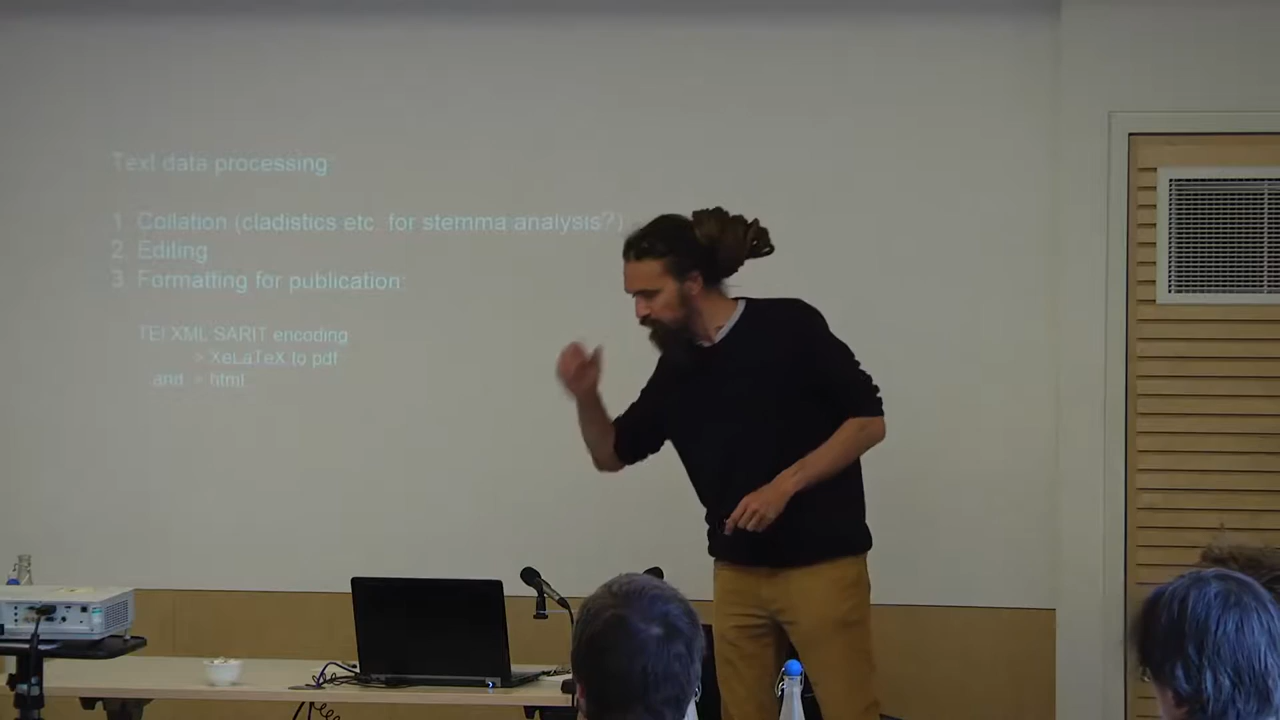 Text data processing:
1. Collation (cladistics etc. for stemma analysis?)
2. Editing
3. Formatting for publication:
TEI XML SARIT encoding
> XeLaTeX to pdf
and > html